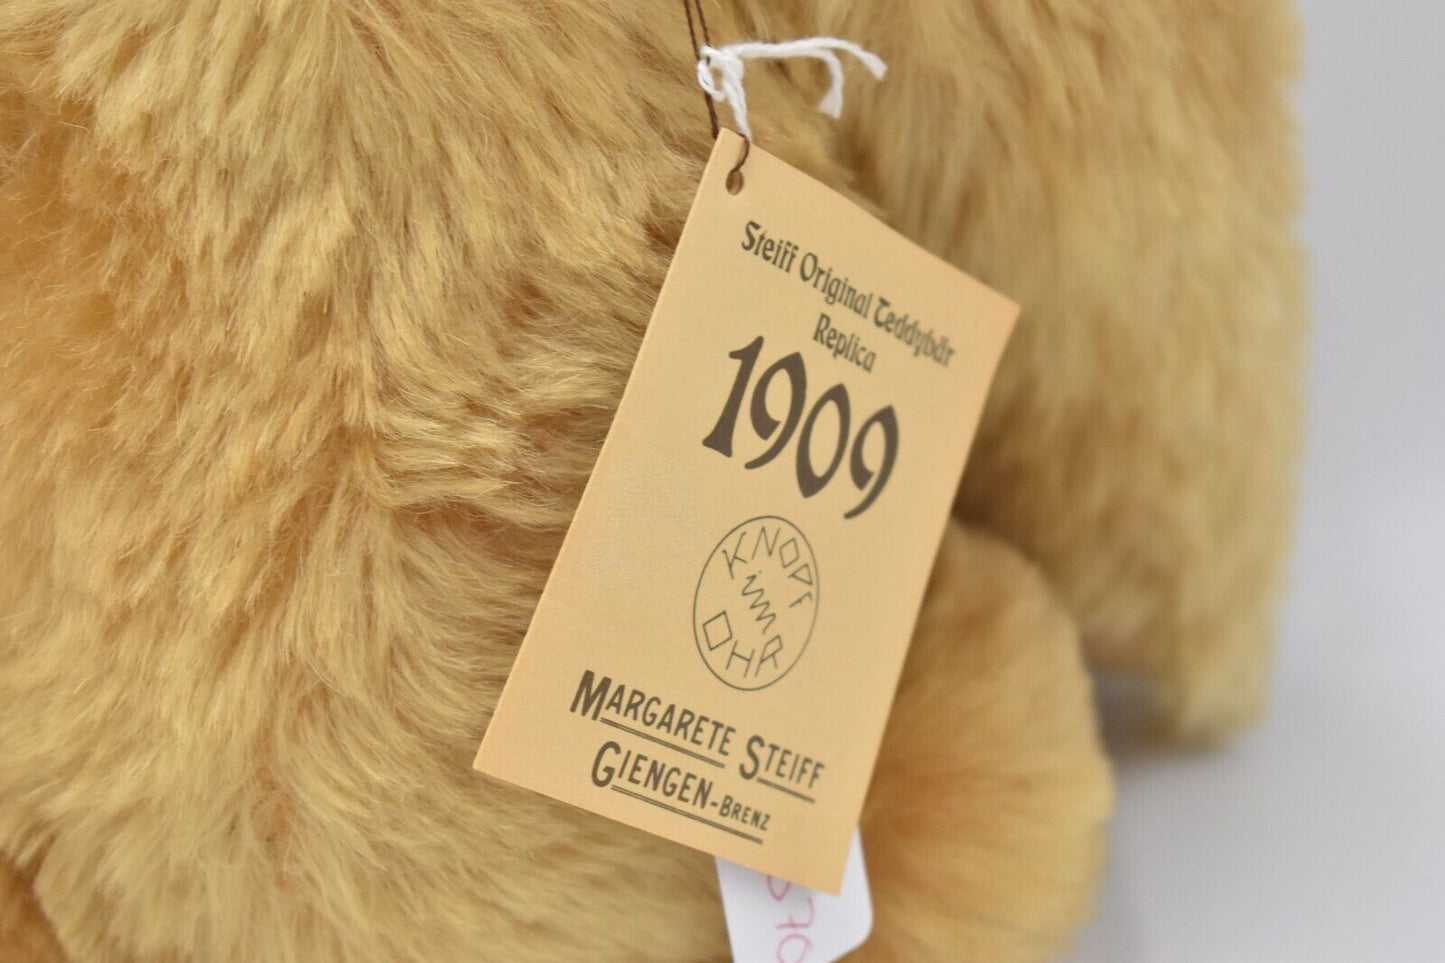 Steiff Original Teddybär
Replica
1909
KNOPF
im
OHR
MARGARETE STEIFF
GIENGEN-BRENZ